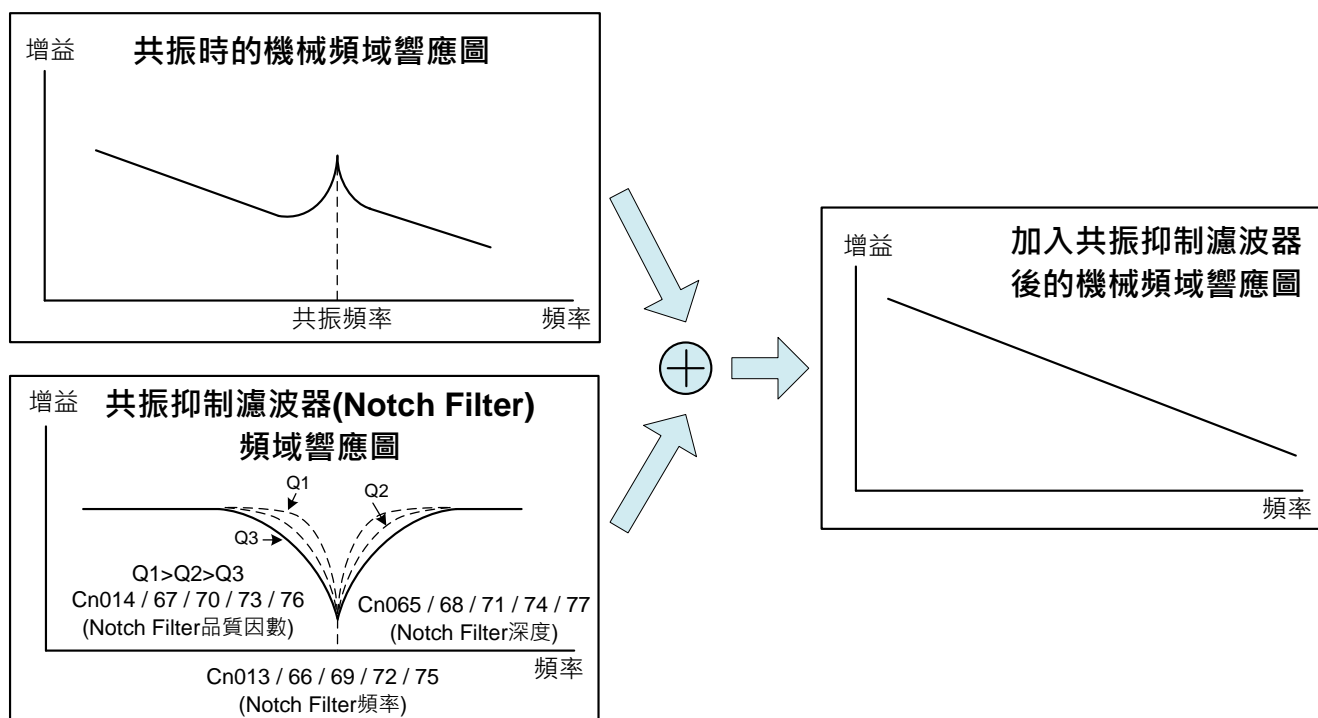 共振時的機械頻域響應圖
增益
共振頻率
頻率
共振抑制濾波器(Notch Filter)
頻域響應圖
增益
Q1
Q2
Q3
Q1>Q2>Q3
Cn014 / 67 / 70 / 73 / 76
(Notch Filter品質因數)
Cn065 / 68 / 71 / 74 / 77
(Notch Filter深度)
頻率
Cn013 / 66 / 69 / 72 / 75
(Notch Filter頻率)
加入共振抑制濾波器
後的機械頻域響應圖
增益
頻率